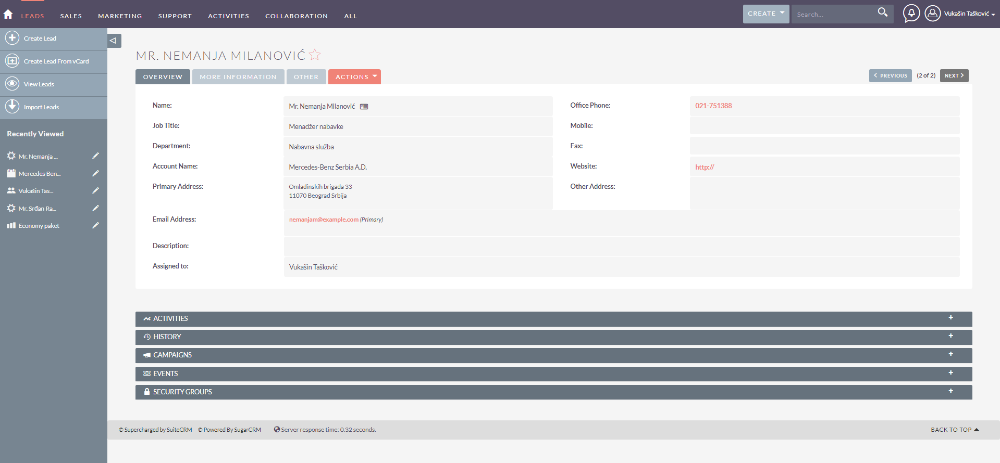 LEADS SALES MARKETING SUPPORT ACTIVITIES COLLABORATION ALL CREATE Search... Vukašin Tašković
Create Lead
Create Lead From vCard
View Leads
Import Leads
Recently Viewed
Mr. Nemanja ...
Mercedes Ben...
Vukašin Tas...
Mr. Srđan Ra...
Economy paket
MR. NEMANJA MILANOVIĆ
OVERVIEW MORE INFORMATION OTHER ACTIONS PREVIOUS (2 of 2) NEXT
Name: Mr. Nemanja Milanović Office Phone: 021-751388
Job Title: Menadžer nabavke Mobile:
Department: Nabavna služba Fax:
Account Name: Mercedes-Benz Serbia A.D. Website: http://
Primary Address: Omladinskih brigada 33 Other Address:
11070 Beograd Srbija
Email Address: nemanjam@example.com (Primary)
Description:
Assigned to: Vukašin Tašković
ACTIVITIES +
HISTORY +
CAMPAIGNS +
EVENTS +
SECURITY GROUPS +
© Supercharged by SuiteCRM © Powered By SugarCRM Server response time: 0.32 seconds. BACK TO TOP